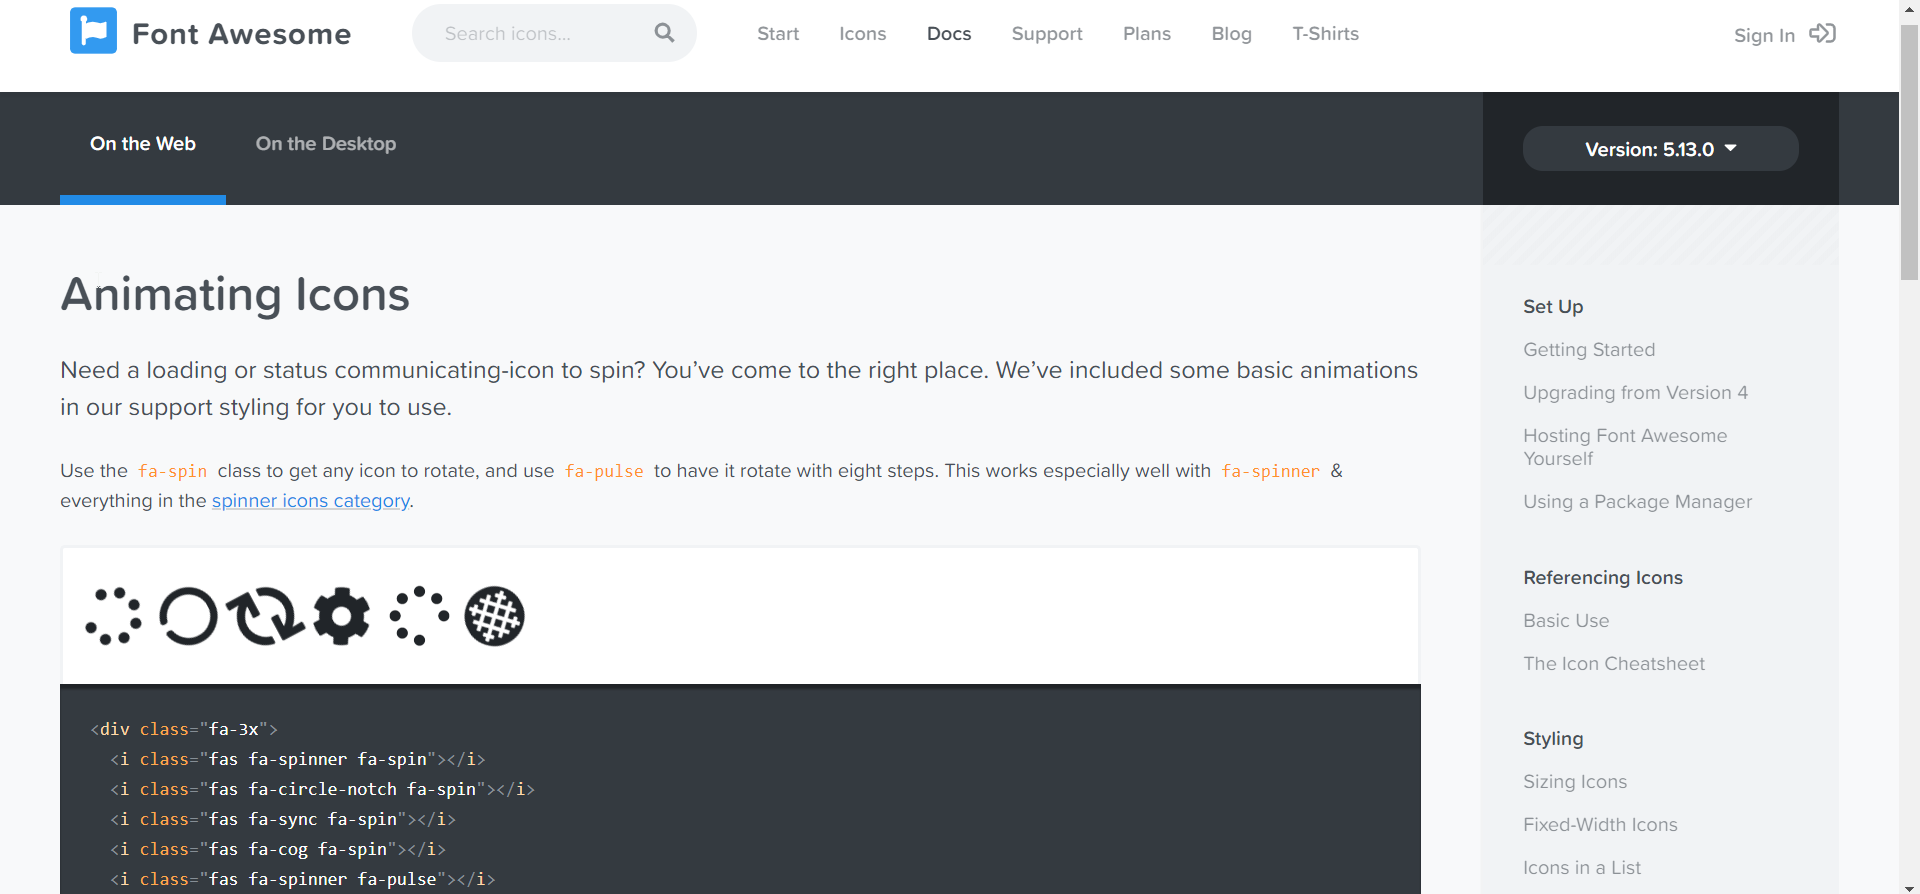 Font Awesome
Search icons...
Start Icons Docs Support Plans Blog T-Shirts
Sign In
On the Web On the Desktop
Version: 5.13.0
Animating Icons
Need a loading or status communicating-icon to spin? You’ve come to the right place. We’ve included some basic animations
in our support styling for you to use.
Use the fa-spin class to get any icon to rotate, and use fa-pulse to have it rotate with eight steps. This works especially well with fa-spinner &
everything in the spinner icons category.
<div class="fa-3x">
<i class="fas fa-spinner fa-spin"></i>
<i class="fas fa-circle-notch fa-spin"></i>
<i class="fas fa-sync fa-spin"></i>
<i class="fas fa-cog fa-spin"></i>
<i class="fas fa-spinner fa-pulse"></i>
Set Up
Getting Started
Upgrading from Version 4
Hosting Font Awesome
Yourself
Using a Package Manager
Referencing Icons
Basic Use
The Icon Cheatsheet
Styling
Sizing Icons
Fixed-Width Icons
Icons in a List